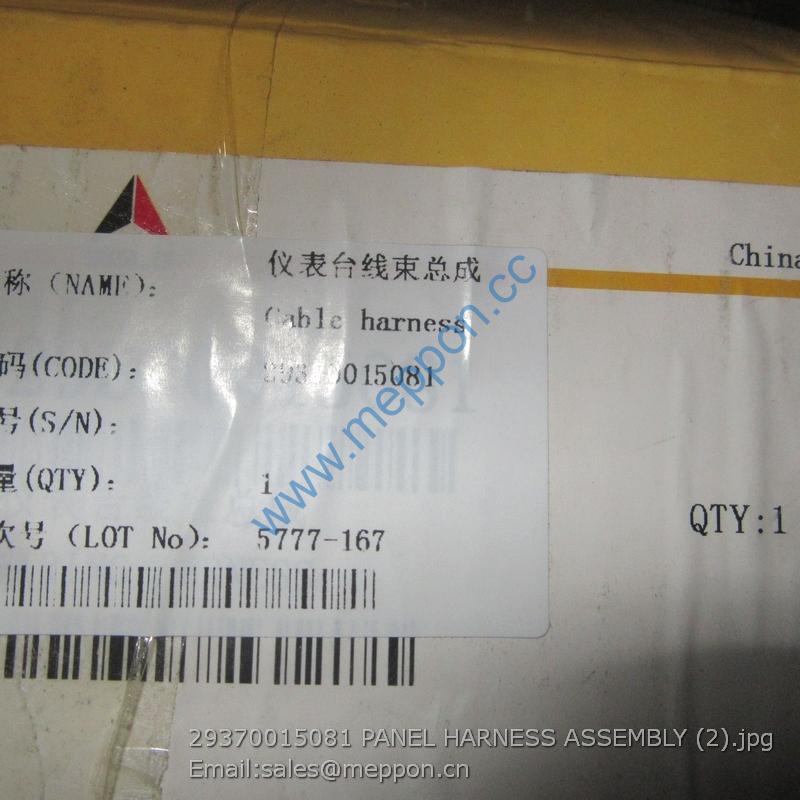 China
称 (NAME): 仪表台线束总成
Cable harness
码(CODE): 29370015081
号(S/N):
量(QTY): 1
QTY:1
次号 (LOT No): 5777-167
www.meppon.cc
29370015081 PANEL HARNESS ASSEMBLY (2).jpg
Email:sales@meppon.cn